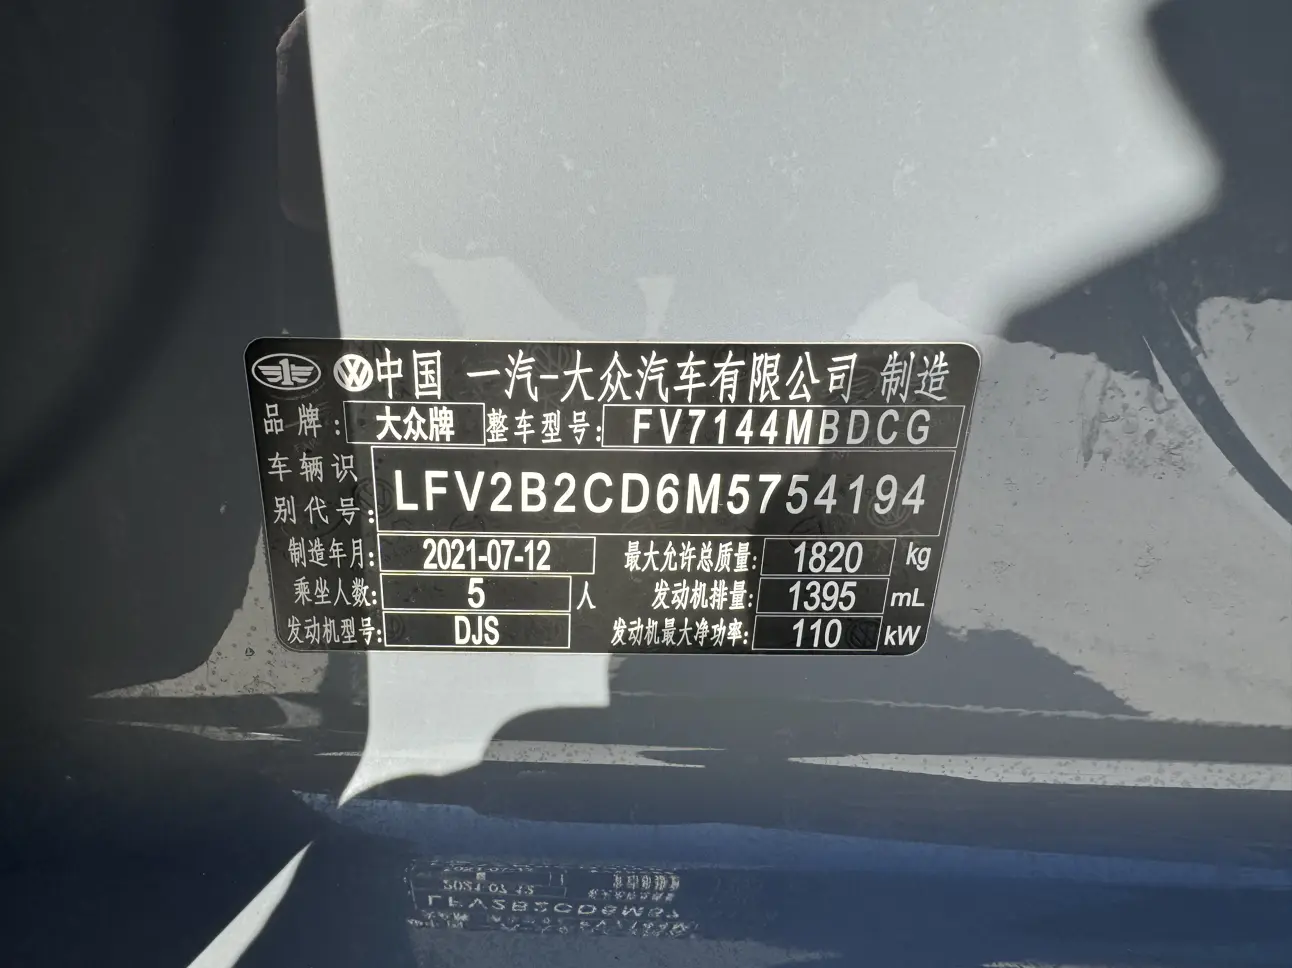 中国 一汽-大众汽车有限公司 制造
品牌: 大众牌 整车型号: FV7144MBDCG
车辆识别代号: LFV2B2CD6M5754194
制造年月: 2021-07-12 最大允许总质量: 1820 kg
乘坐人数: 5 人 发动机排量: 1395 mL
发动机型号: DJS 发动机最大净功率: 110 kW